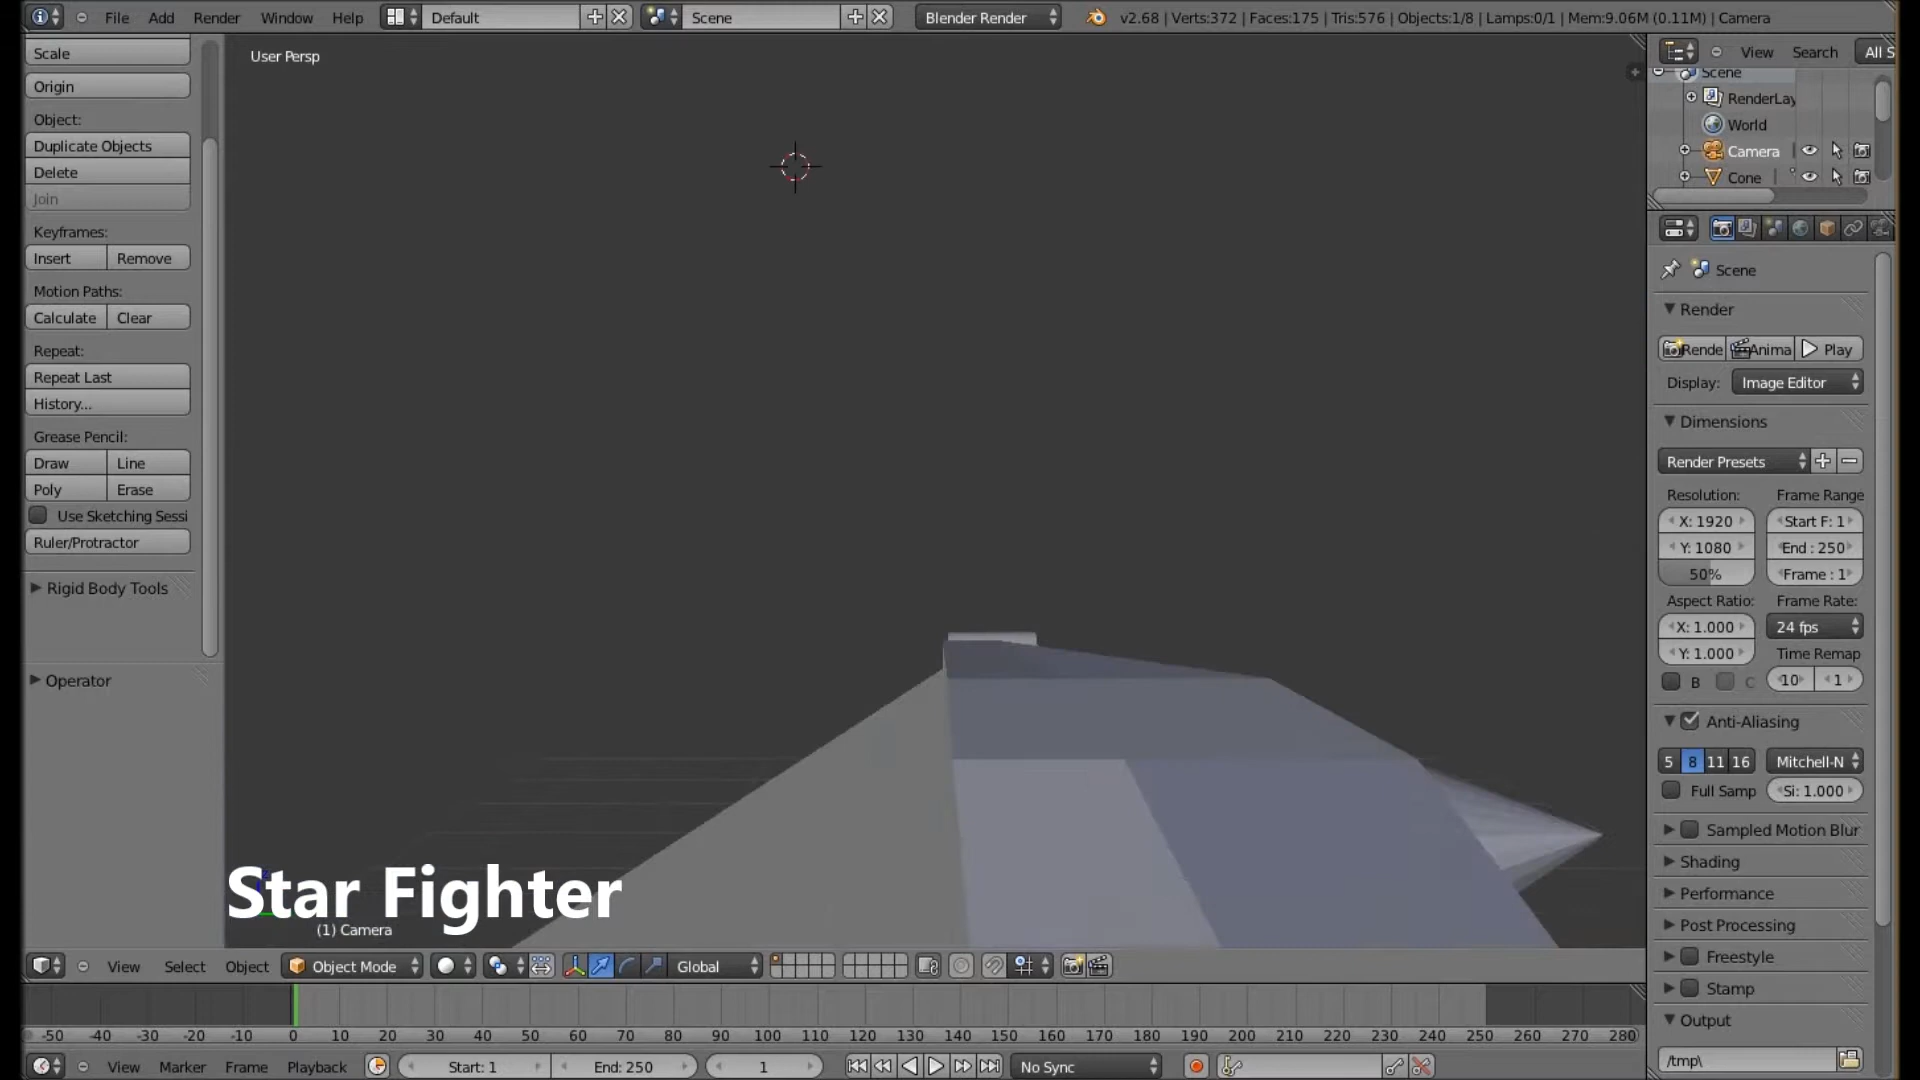 File Add Render Window Help Default Scene Blender Render v2.68 | Verts:372 | Faces:175 | Tris:576 | Objects:1/8 | Lamps:0/1 | Mem:9.06M (0.11M) | Camera
Scale
Origin
Object:
Duplicate Objects
Delete
Join
Keyframes:
Insert Remove
Motion Paths:
Calculate Clear
Repeat:
Repeat Last
History...
Grease Pencil:
Draw Line
Poly Erase
Use Sketching Sessi
Ruler/Protractor
Rigid Body Tools
Operator
User Persp
Star Fighter
(1) Camera
View Search All S
Scene
RenderLay
World
Camera
Cone
Scene
Render
Rende Anima Play
Display: Image Editor
Dimensions
Render Presets
Resolution: Frame Range
X: 1920 Start F: 1
Y: 1080 End : 250
50% Frame : 1
Aspect Ratio: Frame Rate:
X: 1.000 24 fps
Y: 1.000 Time Remap
B C 10 1
Anti-Aliasing
5 8 11 16 Mitchell-N
Full Samp Si: 1.000
Sampled Motion Blur
Shading
Performance
Post Processing
Freestyle
Stamp
Output
/tmp\
View Select Object Object Mode Global
-50 -40 -30 -20 -10 0 10 20 30 40 50 60 70 80 90 100 110 120 130 140 150 160 170 180 190 200 210 220 230 240 250 260 270 280
View Marker Frame Playback Start: 1 End: 250 1 No Sync